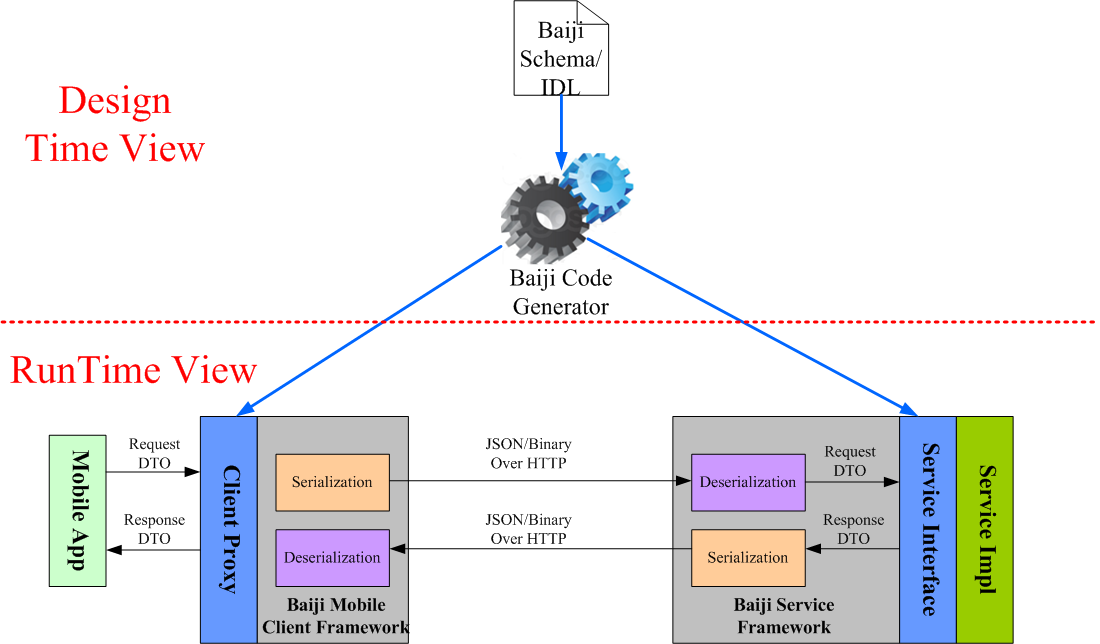 Baiji
Schema/
IDL
Design
Time View
Baiji Code
Generator
RunTime View
Mobile App
Request
DTO
Response
DTO
Client Proxy
Serialization
Deserialization
Baiji Mobile
Client Framework
JSON/Binary
Over HTTP
JSON/Binary
Over HTTP
Deserialization
Serialization
Baiji Service
Framework
Request
DTO
Response
DTO
Service Interface
Service Impl